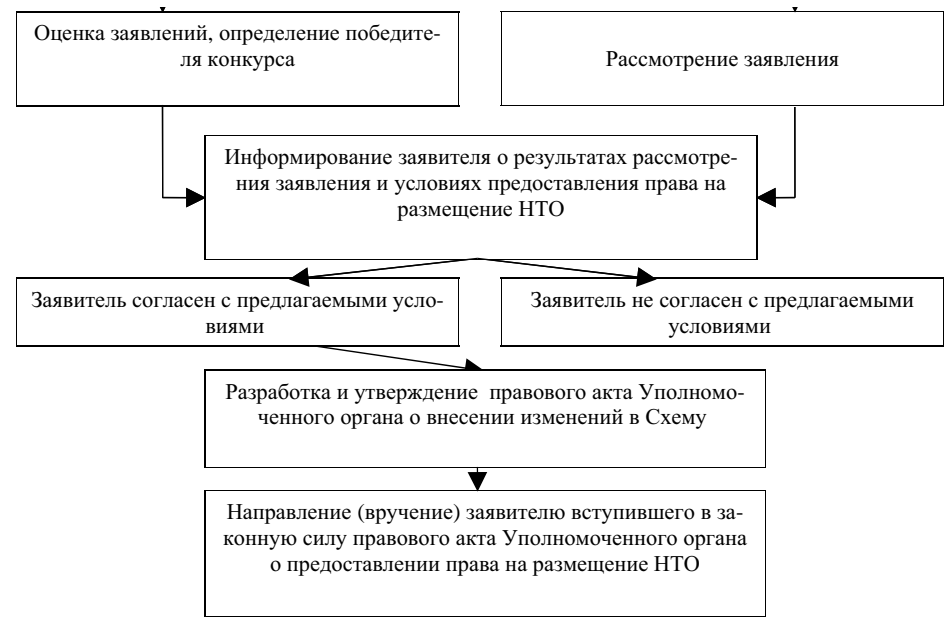 Оценка заявлений, определение победите-
ля конкурса
Рассмотрение заявления
Информирование заявителя о результатах рассмотре-
ния заявления и условиях предоставления права на
размещение НТО
Заявитель согласен с предлагаемыми усло-
виями
Заявитель не согласен с предлагаемыми
условиями
Разработка и утверждение правового акта Уполномо-
ченного органа о внесении изменений в Схему
Направление (вручение) заявителю вступившего в за-
конную силу правового акта Уполномоченного органа
о предоставлении права на размещение НТО